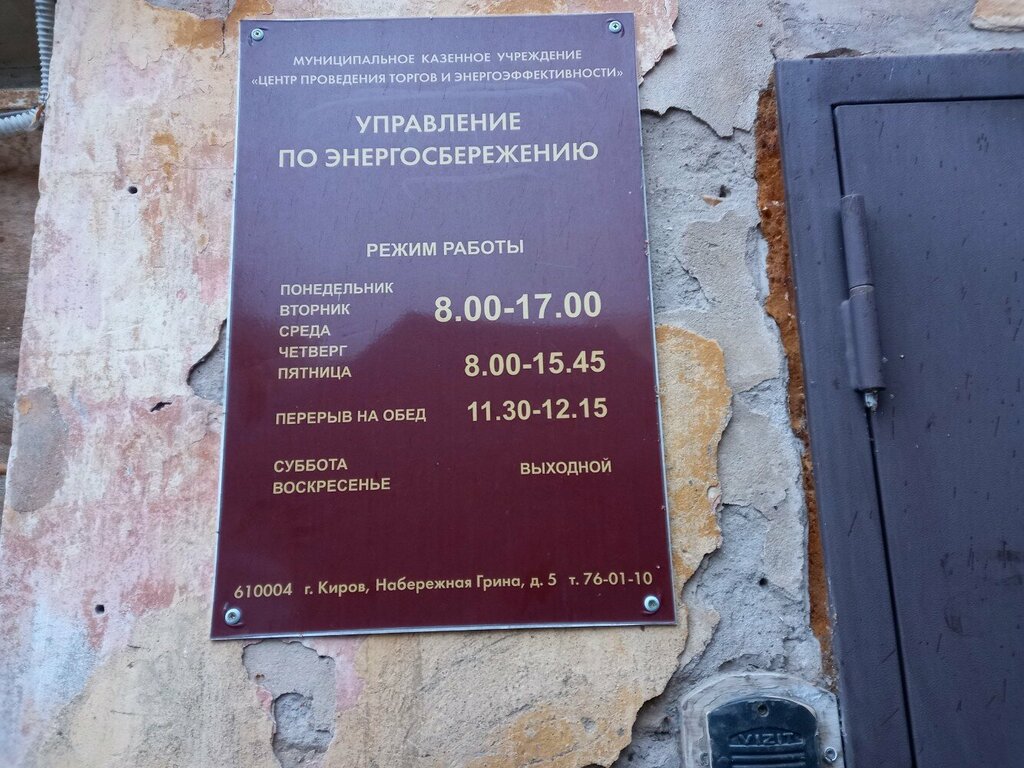 МУНИЦИПАЛЬНОЕ КАЗЕННОЕ УЧРЕЖДЕНИЕ
«ЦЕНТР ПРОВЕДЕНИЯ ТОРГОВ И ЭНЕРГОЭФФЕКТИВНОСТИ»
УПРАВЛЕНИЕ
ПО ЭНЕРГОСБЕРЕЖЕНИЮ
РЕЖИМ РАБОТЫ
ПОНЕДЕЛЬНИК
ВТОРНИК 8.00-17.00
СРЕДА
ЧЕТВЕРГ
ПЯТНИЦА 8.00-15.45
ПЕРЕРЫВ НА ОБЕД 11.30-12.15
СУББОТА ВЫХОДНОЙ
ВОСКРЕСЕНЬЕ
610004 г. Киров, Набережная Грина, д. 5 т. 76-01-10
VIZIT